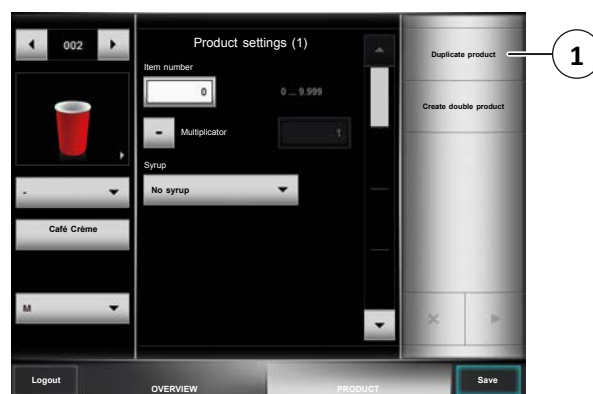 002
Product settings (1)
Item number
0
0 ... 9.999
- Multiplicator
1
Syrup
No syrup
-
Café Crème
M
Duplicate product
1
Create double product
Logout
OVERVIEW
PRODUCT
Save